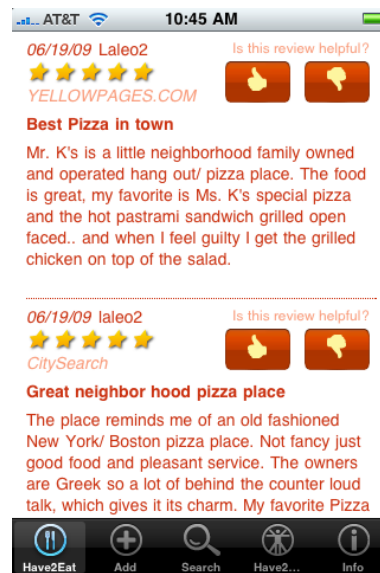 AT&T 10:45 AM
06/19/09 Laleo2 Is this review helpful?
YELLOWPAGES.COM
Best Pizza in town
Mr. K's is a little neighborhood family owned
and operated hang out/ pizza place. The food
is great, my favorite is Ms. K's special pizza
and the hot pastrami sandwich grilled open
faced.. and when I feel guilty I get the grilled
chicken on top of the salad.
06/19/09 laleo2 Is this review helpful?
CitySearch
Great neighbor hood pizza place
The place reminds me of an old fashioned
New York/ Boston pizza place. Not fancy just
good food and pleasant service. The owners
are Greek so a lot of behind the counter loud
talk, which gives it its charm. My favorite Pizza
Have2Eat Add Search Have2... Info